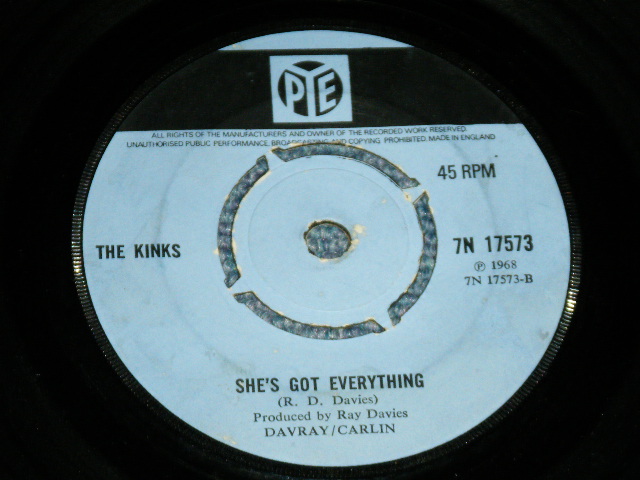 PYE
ALL RIGHTS OF THE MANUFACTURERS AND OWNER OF THE RECORDED WORK RESERVED.
UNAUTHORISED PUBLIC PERFORMANCE, BROADCASTING AND COPYING PROHIBITED. MADE IN ENGLAND
45 RPM
THE KINKS
7N 17573
℗ 1968
7N 17573-B
SHE'S GOT EVERYTHING
(R. D. Davies)
Produced by Ray Davies
DAVRAY/CARLIN